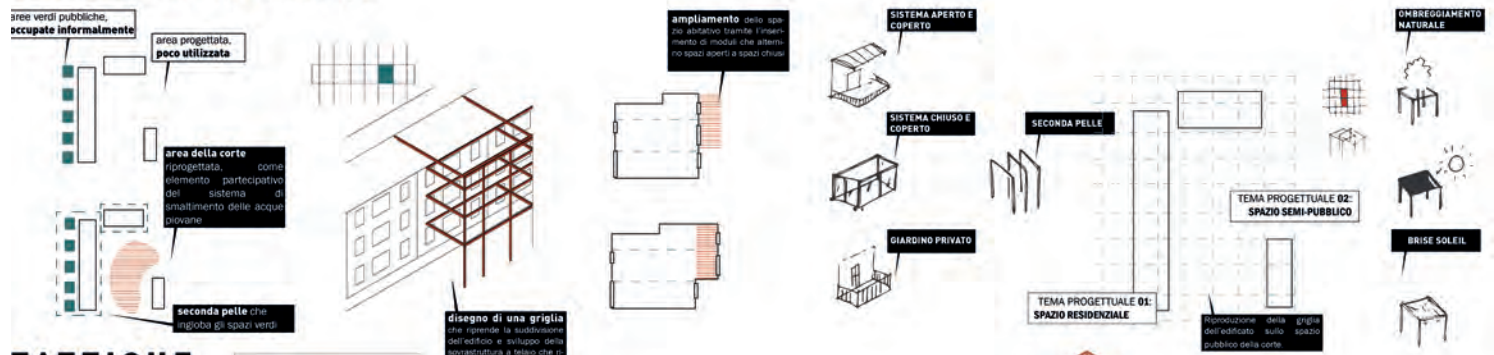 aree verdi pubbliche,
occupate informalmente
area progettata,
poco utilizzata
area della corte
riprogettata, come
elemento partecipativo
del sistema di
smaltimento delle acque
piovane
seconda pelle che
ingloba gli spazi verdi
disegno di una griglia
che riprende la suddivisione
dell'edificio e sviluppo della
sovrastruttura a telaio che ri-
ampliamento dello spa-
zio abitativo tramite l'inseri-
mento di moduli che alterni-
no spazi aperti a spazi chiusi
SISTEMA APERTO E
COPERTO
SISTEMA CHIUSO E
COPERTO
GIARDINO PRIVATO
SECONDA PELLE
TEMA PROGETTUALE 02:
SPAZIO SEMI-PUBBLICO
TEMA PROGETTUALE 01:
SPAZIO RESIDENZIALE
Riproduzione della griglia
dell'edificato sullo spazio
pubblico della corte.
OMBREGGIAMENTO
NATURALE
BRISE SOLEIL